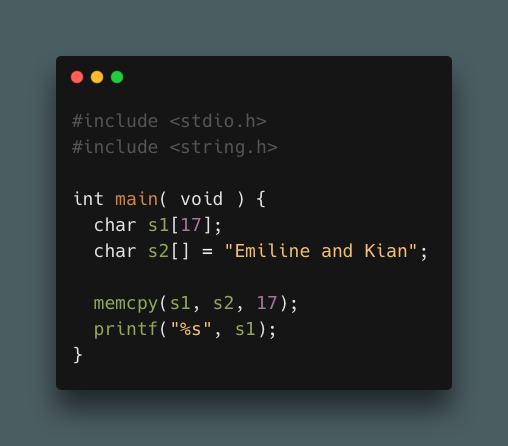 #include <stdio.h>
#include <string.h>

int main( void ) {
  char s1[17];
  char s2[] = "Emiline and Kian";

  memcpy(s1, s2, 17);
  printf("%s", s1);
}